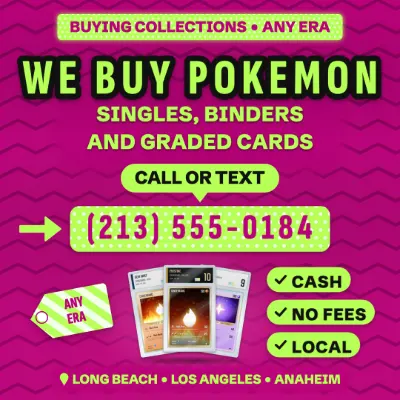 BUYING COLLECTIONS • ANY ERA
WE BUY POKEMON
SINGLES, BINDERS
AND GRADED CARDS
CALL OR TEXT
(213) 555-0184
ANY
ERA
10
9
✓ CASH
✓ NO FEES
✓ LOCAL
LONG BEACH • LOS ANGELES • ANAHEIM